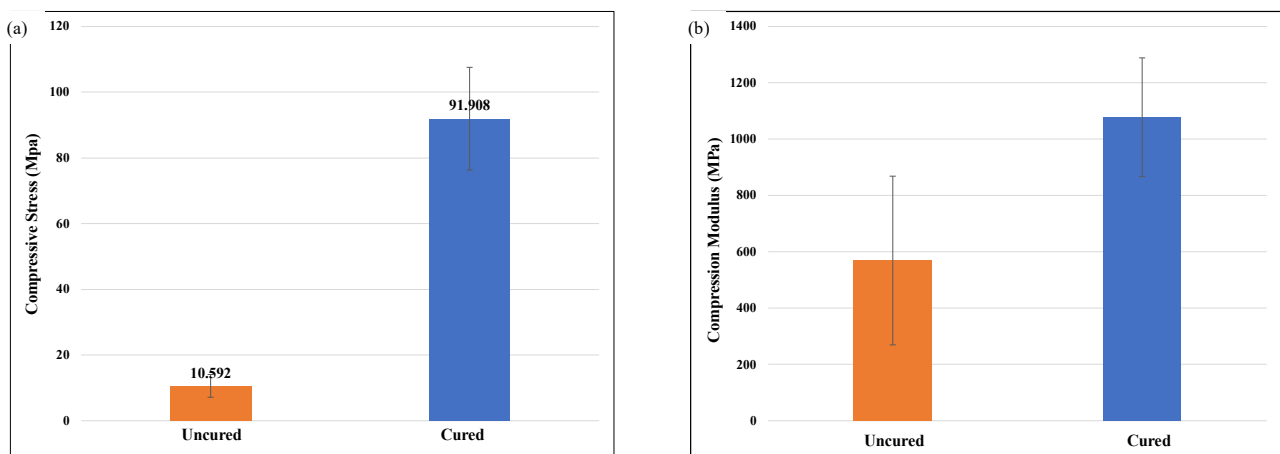 (a)
Compressive Stress (Mpa)
120
100
80
60
40
20
0
91.908
10.592
Uncured Cured
(b)
Compression Modulus (MPa)
1400
1200
1000
800
600
400
200
0
Uncured Cured